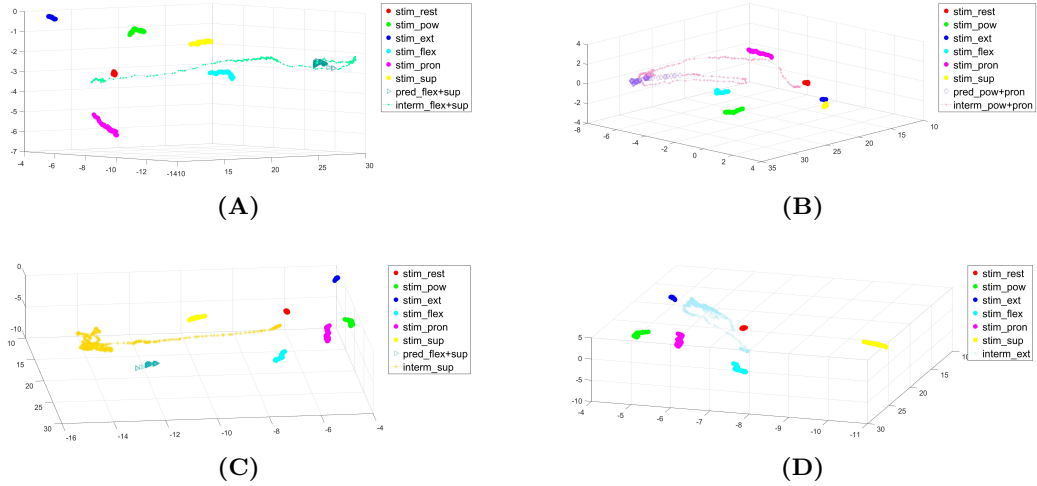 0
-1
-2
-3
-4
-5
-6
-7
-4
-6
-8
-10
-12
-1410
15
20
25
30
stim_rest
stim_pow
stim_ext
stim_flex
stim_pron
stim_sup
pred_flex+sup
interm_flex+sup
(A)
4
2
0
-2
-4
-8
-6
-4
-2
0
2
4
35
30
25
20
15
10
stim_rest
stim_pow
stim_ext
stim_flex
stim_pron
stim_sup
pred_pow+pron
interm_pow+pron
(B)
0
-5
-10
10
15
20
25
30
-16
-14
-12
-10
-8
-6
-4
stim_rest
stim_pow
stim_ext
stim_flex
stim_pron
stim_sup
pred_flex+sup
interm_sup
(C)
5
0
-5
-10
-4
-5
-6
-7
-8
-9
-10
-11
30
25
20
15
10
stim_rest
stim_pow
stim_ext
stim_flex
stim_pron
stim_sup
interm_ext
(D)